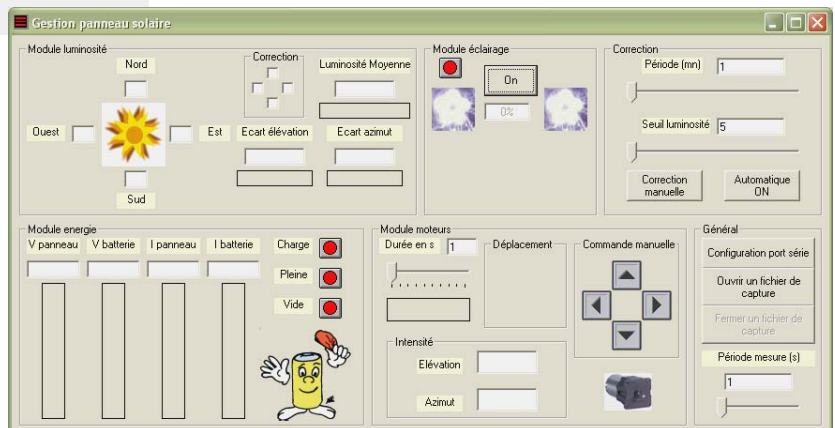 Gestion panneau solaire
Module luminosité
Nord
Ouest
Est
Sud
Correction
Luminosité Moyenne
Ecart élévation
Ecart azimut
Module éclairage
On
0%
Correction
Période (mn)
1
Seuil luminosité
5
Correction
manuelle
Automatique
ON
Module energie
V panneau
V batterie
I panneau
I batterie
Charge
Pleine
Vide
Module moteurs
Durée en s
1
Déplacement
Commande manuelle
Intensité
Elévation
Azimut
Général
Configuration port série
Ouvrir un fichier de
capture
Fermer un fichier de
capture
Période mesure (s)
1